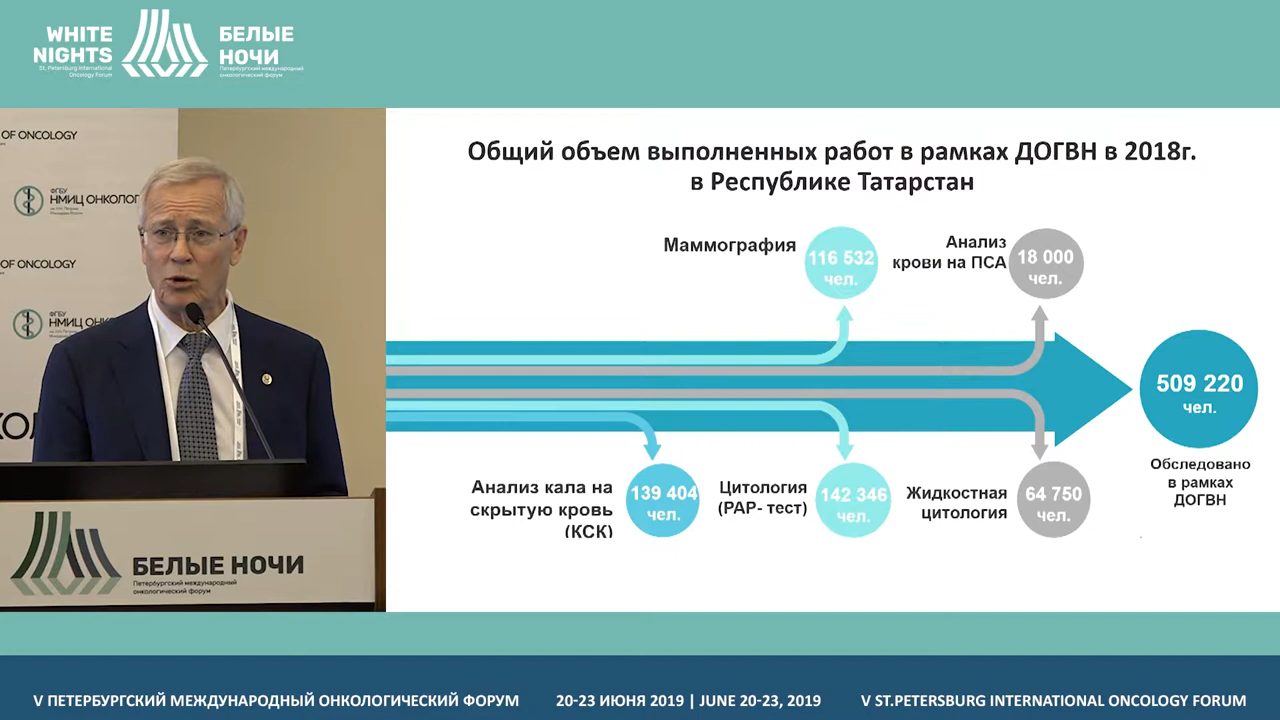 WHITE
NIGHTS
St. Petersburg International
Oncology Forum
БЕЛЫЕ
НОЧИ
Петербургский международный
онкологический форум
OF ONCOLOGY
ФГБУ
НМИЦ ОНКОЛОГ
OF ONCOLOGY
ФГБУ
НМИЦ ОНК
БЕЛЫЕ НОЧИ
Петербургский международный
онкологический форум
Общий объем выполненных работ в рамках ДОГВН в 2018г.
в Республике Татарстан
Маммография
116 532
чел.
Анализ
крови на ПСА
18 000
чел.
509 220
чел.
Обследовано
в рамках
ДОГВН
Анализ кала на
скрытую кровь
(КСК)
139 404
чел.
Цитология
(PAP- тест)
142 346
чел.
Жидкостная
цитология
64 750
чел.
V ПЕТЕРБУРГСКИЙ МЕЖДУНАРОДНЫЙ ОНКОЛОГИЧЕСКИЙ ФОРУМ
20-23 ИЮНЯ 2019 | JUNE 20-23, 2019
V ST.PETERSBURG INTERNATIONAL ONCOLOGY FORUM